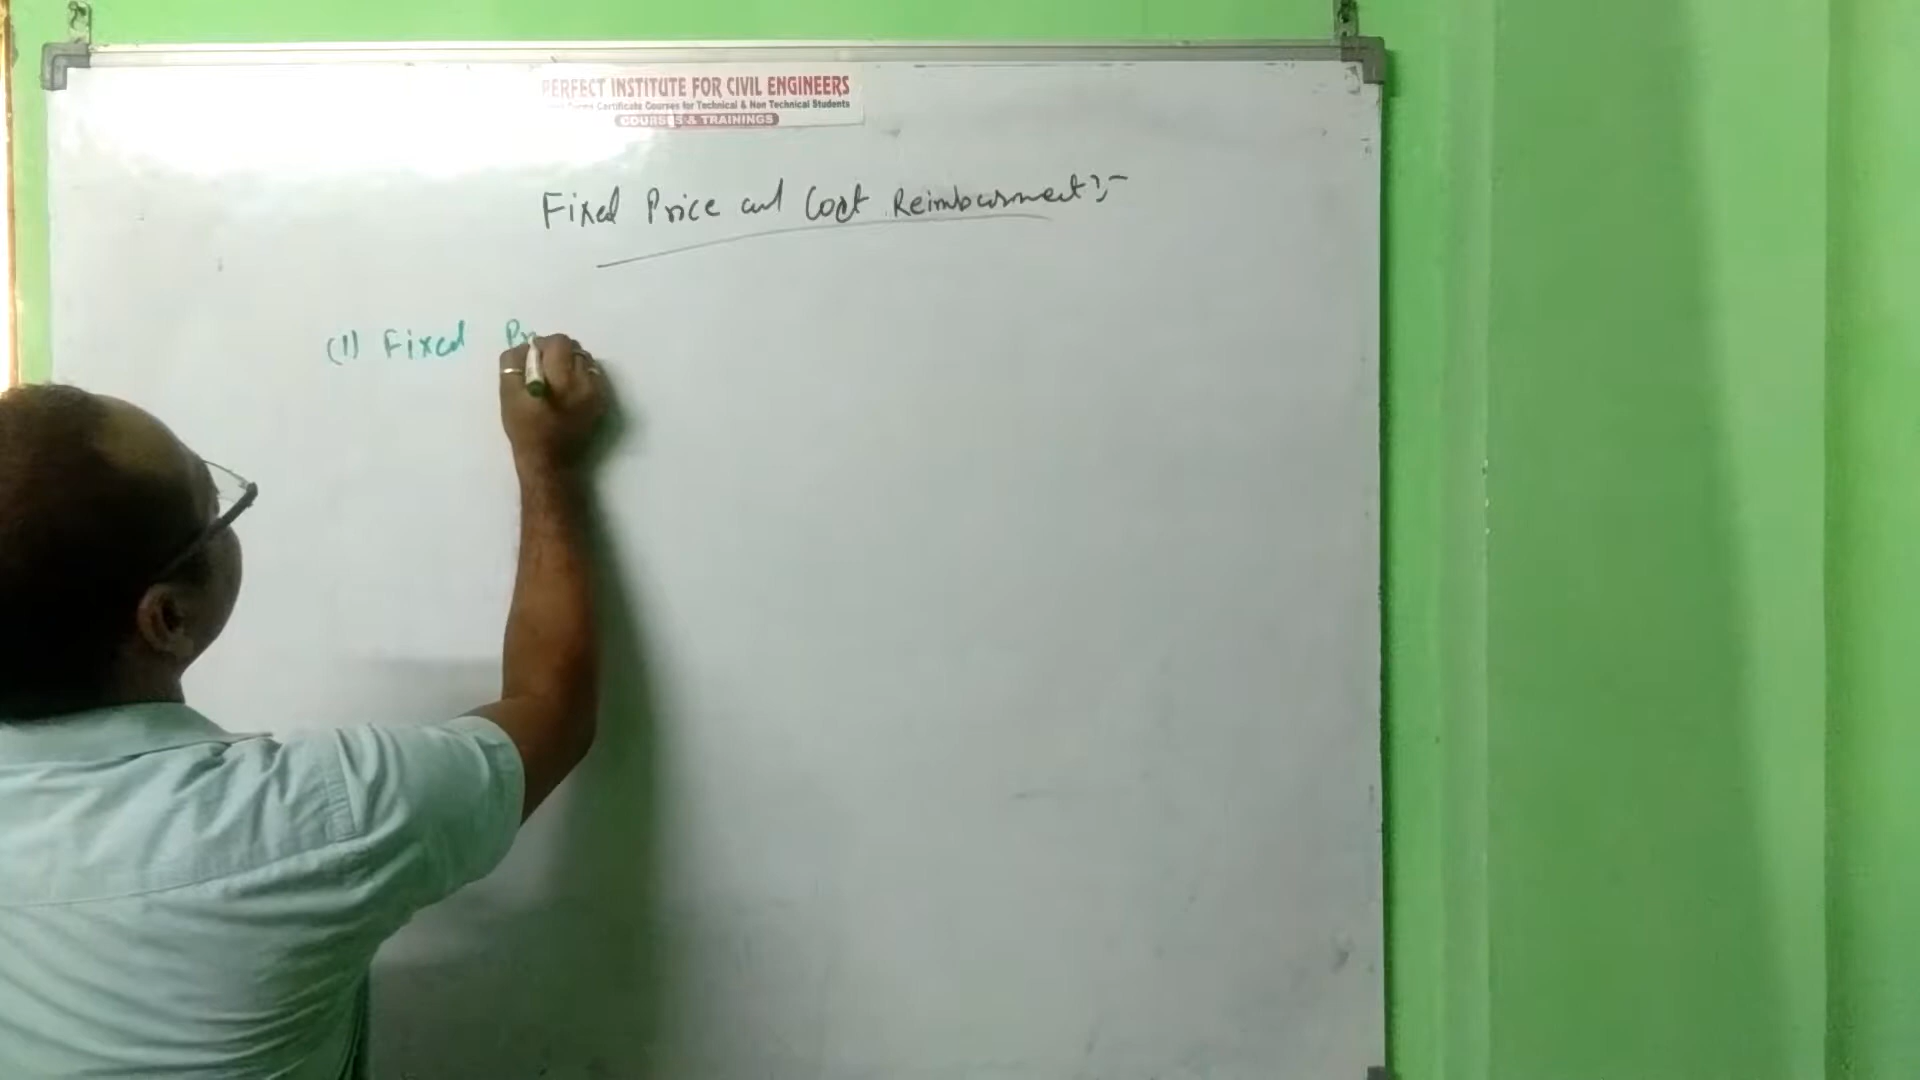 PERFECT INSTITUTE FOR CIVIL ENGINEERS
Certificate Courses for Technical & Non Technical Students
COURSES & TRAININGS
Fixed Price and Cost Reimbursment:-
(1) Fixed Pr